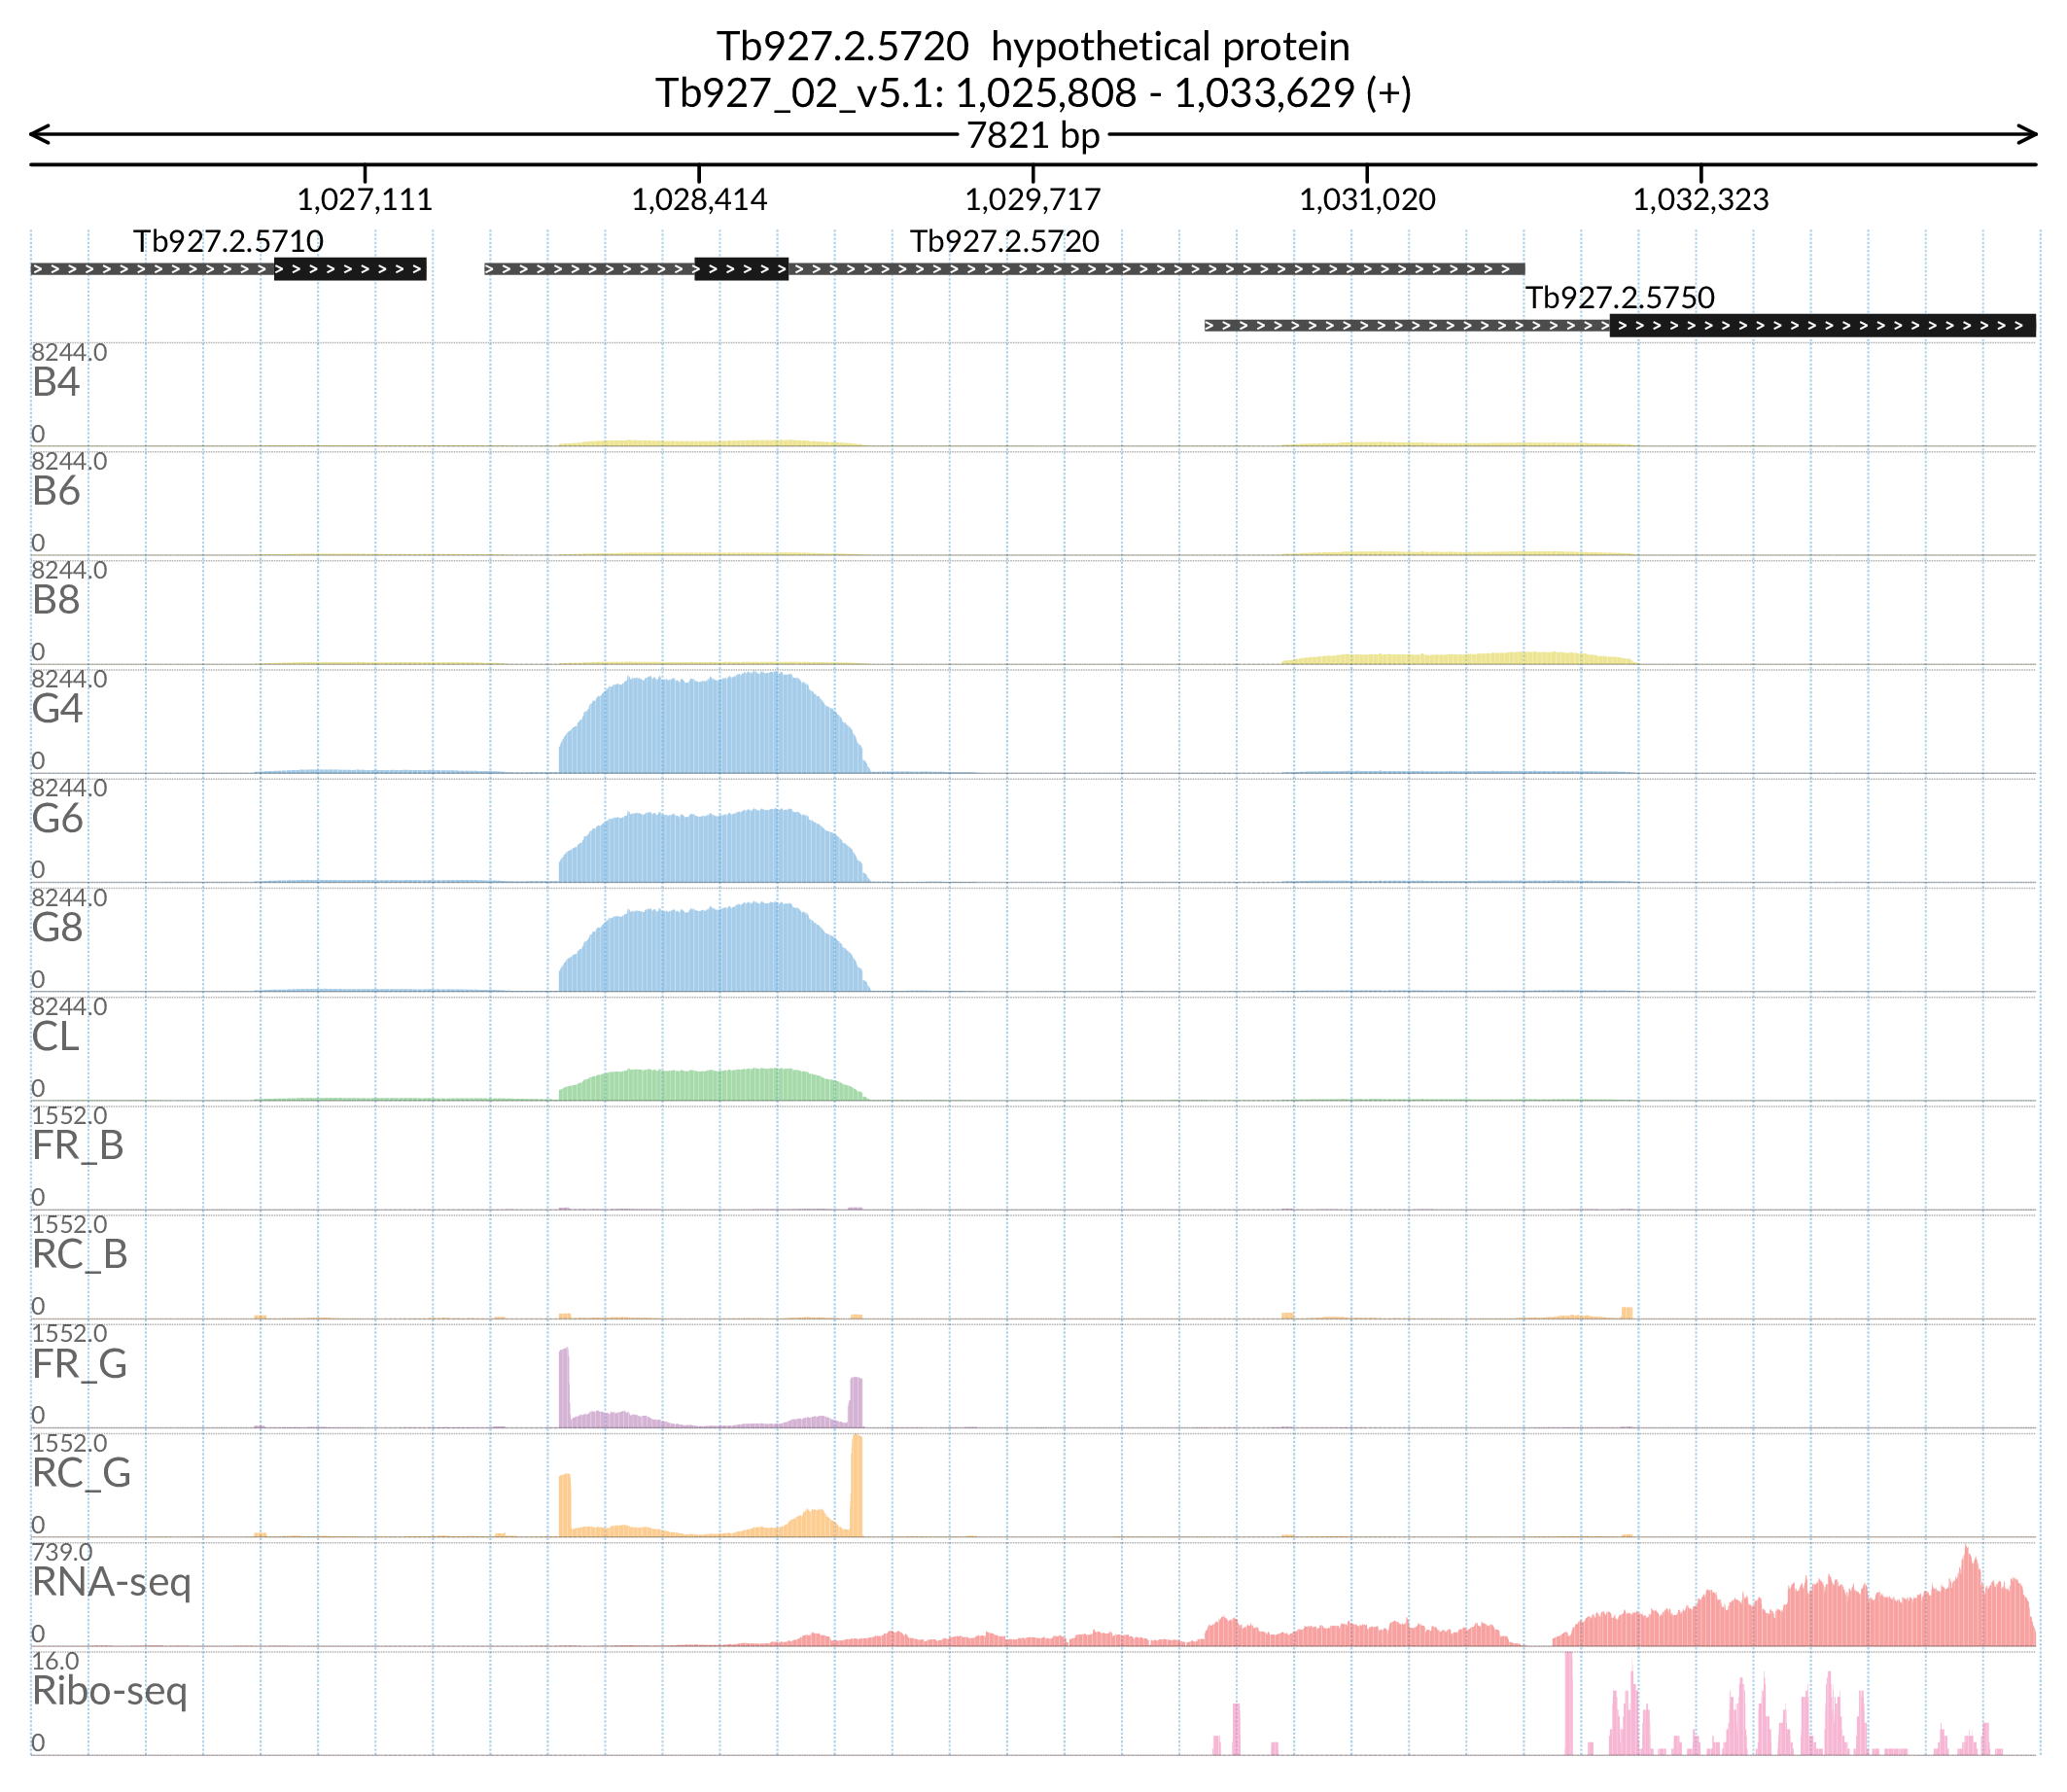 Tb927.2.5720 hypothetical protein
Tb927_02_v5.1: 1,025,808 - 1,033,629 (+)
7821 bp
1,027,111 1,028,414 1,029,717 1,031,020 1,032,323
Tb927.2.5710 Tb927.2.5720
Tb927.2.5750
8244.0
B4
0
8244.0
B6
0
8244.0
B8
0
8244.0
G4
0
8244.0
G6
0
8244.0
G8
0
8244.0
CL
0
1552.0
FR_B
0
1552.0
RC_B
0
1552.0
FR_G
0
1552.0
RC_G
0
739.0
RNA-seq
0
16.0
Ribo-seq
0